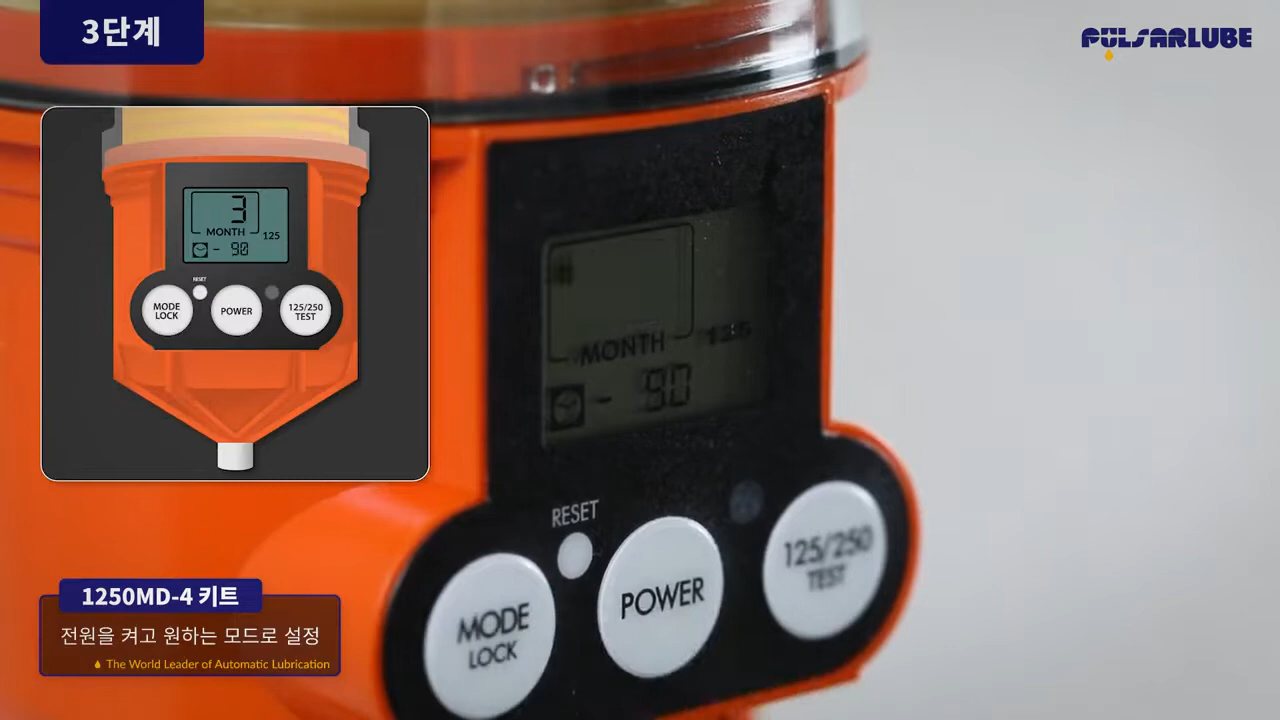 3단계
PULSARLUBE
3
MONTH
125
- 90
RESET
MODE
LOCK
POWER
125/250
TEST
MONTH
125
- 90
RESET
MODE
LOCK
POWER
125/250
TEST
1250MD-4 키트
전원을 켜고 원하는 모드로 설정
The World Leader of Automatic Lubrication